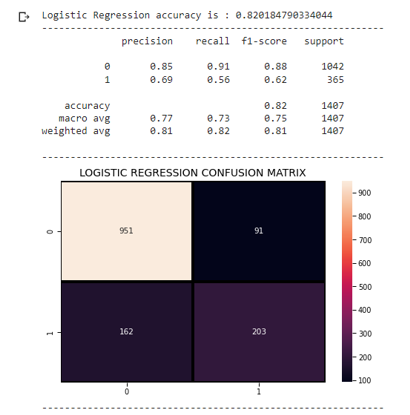 Logistic Regression accuracy is : 0.820184790334044
---------------------------------------------------------
precision recall f1-score support
0 0.85 0.91 0.88 1042
1 0.69 0.56 0.62 365
accuracy 0.82 1407
macro avg 0.77 0.73 0.75 1407
weighted avg 0.81 0.82 0.81 1407
---------------------------------------------------------
LOGISTIC REGRESSION CONFUSION MATRIX
900
800
0 951 91
700
600
500
400
1 162 203
300
200
100
0 1
---------------------------------------------------------